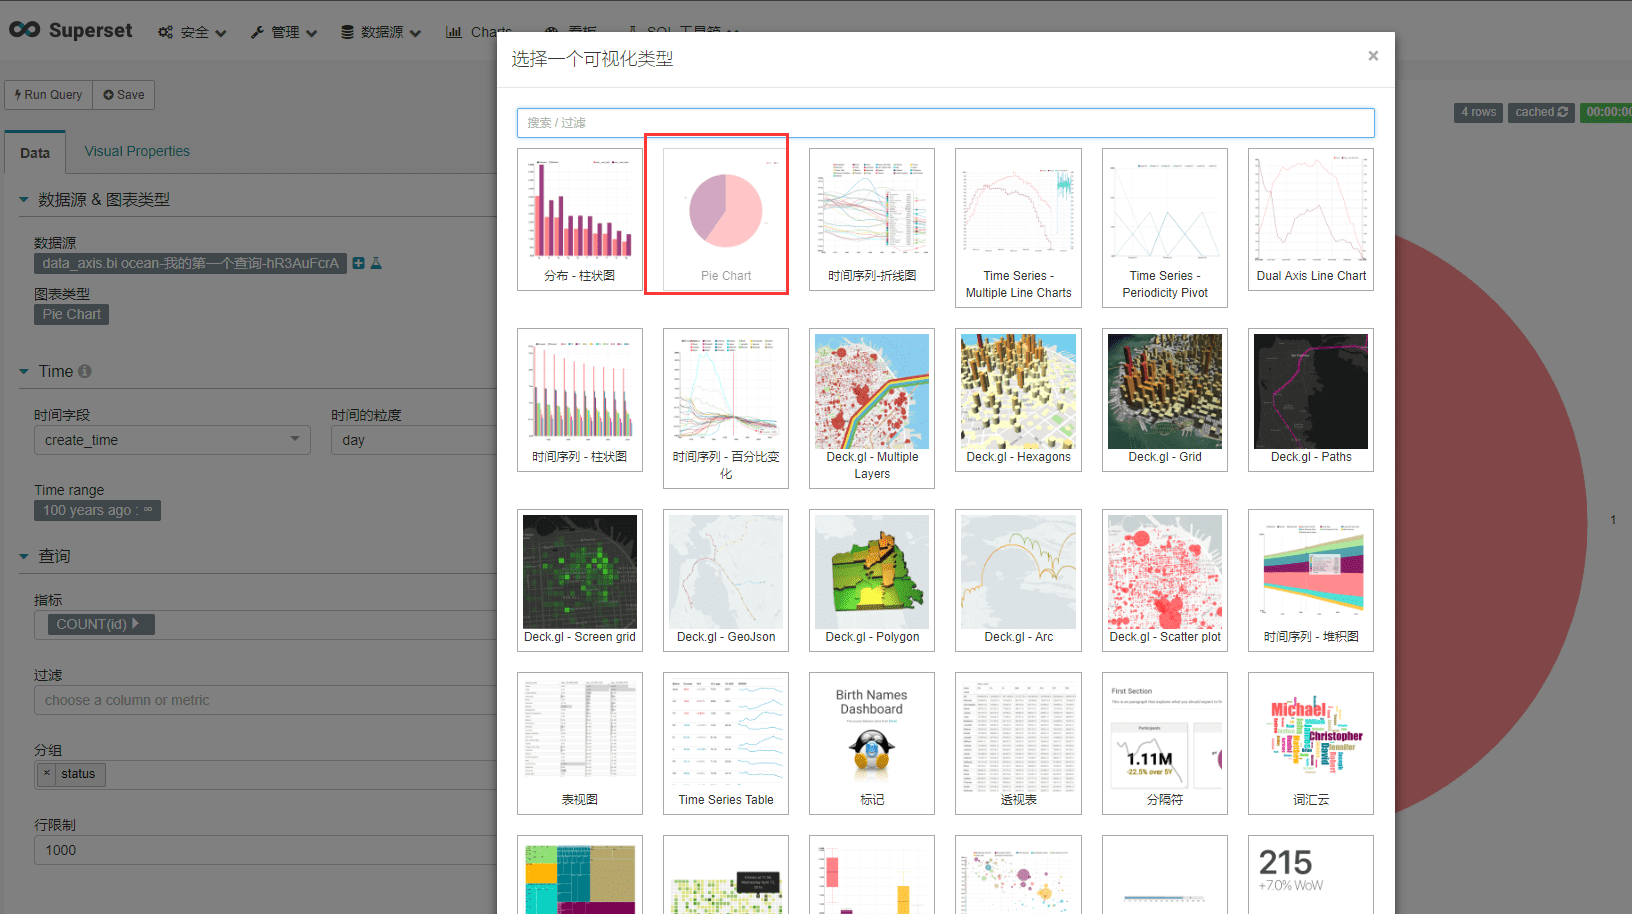 Superset
安全
管理
数据源
Charts
看板
SQL 工具箱
选择一个可视化类型
×
Run Query
Save
4 rows
cached
00:00:00
搜索 / 过滤
Data
Visual Properties
数据源 & 图表类型
数据源
data_axis.bi ocean-我的第一个查询-hR3AuFcrA
图表类型
Pie Chart
Time
时间字段
时间的粒度
create_time
day
Time range
100 years ago : ∞
查询
指标
COUNT(id)
过滤
choose a column or metric
分组
× status
行限制
1000
分布 - 柱状图
Pie Chart
时间序列-折线图
Time Series -
Multiple Line Charts
Time Series -
Periodicity Pivot
Dual Axis Line Chart
时间序列 - 柱状图
时间序列 - 百分比变
化
Deck.gl - Multiple
Layers
Deck.gl - Hexagons
Deck.gl - Grid
Deck.gl - Paths
Deck.gl - Screen grid
Deck.gl - GeoJson
Deck.gl - Polygon
Deck.gl - Arc
Deck.gl - Scatter plot
时间序列 - 堆积图
表视图
Time Series Table
Birth Names
Dashboard
标记
透视表
First Section
Participants
1.11M
-22.5% over 5Y
分隔符
Michael
Christopher
David
Jennifer
词汇云
215
+7.0% WoW
1